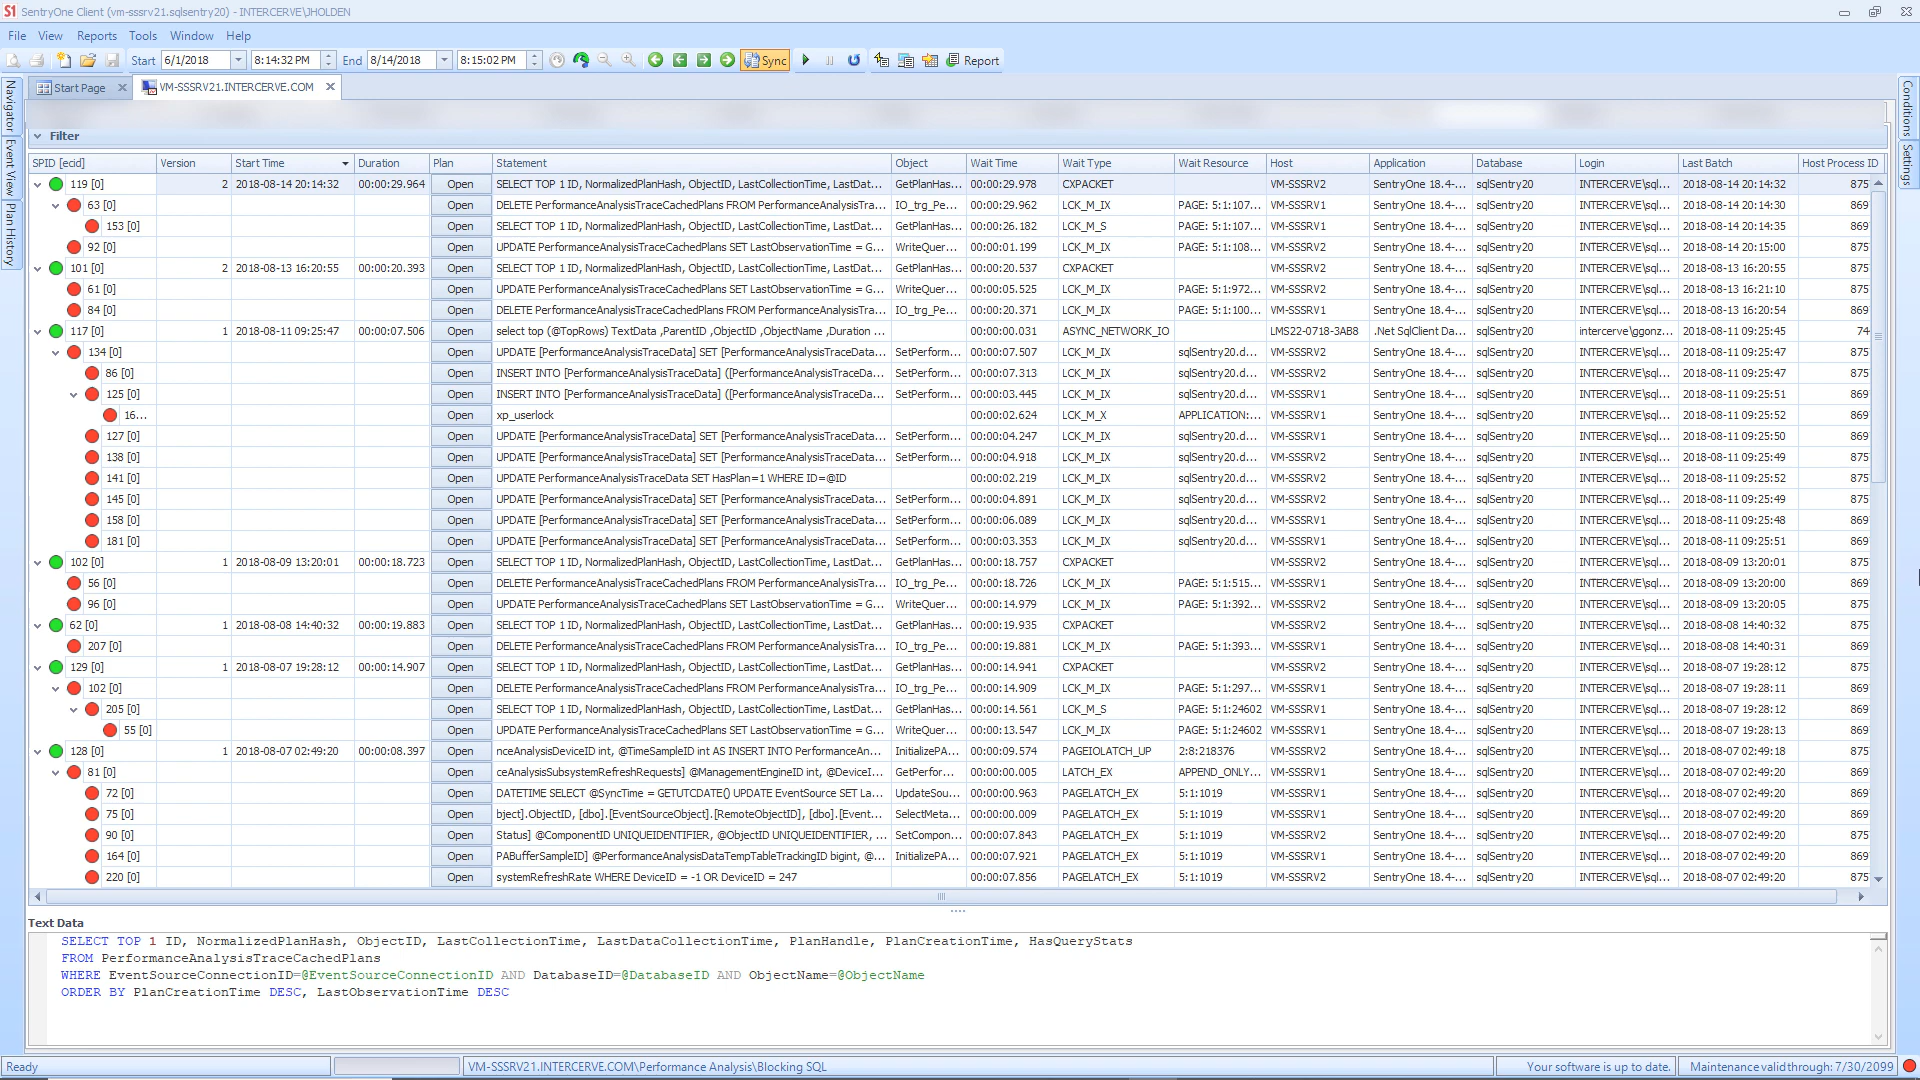 SentryOne Client (vm-sssrv21.sqlsentry20) - INTERCERVE\JHOLDEN
File View Reports Tools Window Help
Start 6/1/2018 8:14:32 PM End 8/14/2018 8:15:02 PM Sync Report
Start Page VM-SSSRV21.INTERCERVE.COM
Navigator
Event View
Plan History
Conditions
Settings
Filter
SPID [ecid] Version Start Time Duration Plan Statement Object Wait Time Wait Type Wait Resource Host Application Database Login Last Batch Host Process ID
119 [0] 2 2018-08-14 20:14:32 00:00:29.964 Open SELECT TOP 1 ID, NormalizedPlanHash, ObjectID, LastCollectionTime, LastDat... GetPlanHas... 00:00:29.978 CXPACKET VM-SSSRV2 SentryOne 18.4-... sqlSentry20 INTERCERVE\sql... 2018-08-14 20:14:32 875
63 [0] Open DELETE PerformanceAnalysisTraceCachedPlans FROM PerformanceAnalysisTra... IO_trg_Pe... 00:00:29.962 LCK_M_IX PAGE: 5:1:107... VM-SSSRV1 SentryOne 18.4-... sqlSentry20 INTERCERVE\sql... 2018-08-14 20:14:30 869
153 [0] Open SELECT TOP 1 ID, NormalizedPlanHash, ObjectID, LastCollectionTime, LastDat... GetPlanHas... 00:00:26.182 LCK_M_S PAGE: 5:1:107... VM-SSSRV1 SentryOne 18.4-... sqlSentry20 INTERCERVE\sql... 2018-08-14 20:14:35 869
92 [0] Open UPDATE PerformanceAnalysisTraceCachedPlans SET LastObservationTime = G... WriteQuer... 00:00:01.199 LCK_M_IX PAGE: 5:1:108... VM-SSSRV2 SentryOne 18.4-... sqlSentry20 INTERCERVE\sql... 2018-08-14 20:15:00 875
101 [0] 2 2018-08-13 16:20:55 00:00:20.393 Open SELECT TOP 1 ID, NormalizedPlanHash, ObjectID, LastCollectionTime, LastDat... GetPlanHas... 00:00:20.537 CXPACKET VM-SSSRV2 SentryOne 18.4-... sqlSentry20 INTERCERVE\sql... 2018-08-13 16:20:55 875
61 [0] Open UPDATE PerformanceAnalysisTraceCachedPlans SET LastObservationTime = G... WriteQuer... 00:00:05.525 LCK_M_IX PAGE: 5:1:972... VM-SSSRV2 SentryOne 18.4-... sqlSentry20 INTERCERVE\sql... 2018-08-13 16:21:10 875
84 [0] Open DELETE PerformanceAnalysisTraceCachedPlans FROM PerformanceAnalysisTra... IO_trg_Pe... 00:00:20.371 LCK_M_IX PAGE: 5:1:100... VM-SSSRV1 SentryOne 18.4-... sqlSentry20 INTERCERVE\sql... 2018-08-13 16:20:54 869
117 [0] 1 2018-08-11 09:25:47 00:00:07.506 Open select top (@TopRows) TextData ,ParentID ,ObjectID ,ObjectName ,Duration ... 00:00:00.031 ASYNC_NETWORK_IO LMS22-0718-3AB8 .Net SqlClient Da... sqlSentry20 intercerve\ggonz... 2018-08-11 09:25:45 74
134 [0] Open UPDATE [PerformanceAnalysisTraceData] SET [PerformanceAnalysisTraceData... SetPerform... 00:00:07.507 LCK_M_IX sqlSentry20.d... VM-SSSRV2 SentryOne 18.4-... sqlSentry20 INTERCERVE\sql... 2018-08-11 09:25:47 875
86 [0] Open INSERT INTO [PerformanceAnalysisTraceData] ([PerformanceAnalysisTraceDa... SetPerform... 00:00:07.313 LCK_M_IX sqlSentry20.d... VM-SSSRV2 SentryOne 18.4-... sqlSentry20 INTERCERVE\sql... 2018-08-11 09:25:47 875
125 [0] Open INSERT INTO [PerformanceAnalysisTraceData] ([PerformanceAnalysisTraceDa... SetPerform... 00:00:03.445 LCK_M_IX sqlSentry20.d... VM-SSSRV1 SentryOne 18.4-... sqlSentry20 INTERCERVE\sql... 2018-08-11 09:25:51 869
16... Open xp_userlock 00:00:02.624 LCK_M_X APPLICATION:... VM-SSSRV1 SentryOne 18.4-... sqlSentry20 INTERCERVE\sql... 2018-08-11 09:25:52 869
127 [0] Open UPDATE [PerformanceAnalysisTraceData] SET [PerformanceAnalysisTraceData... SetPerform... 00:00:04.247 LCK_M_IX sqlSentry20.d... VM-SSSRV1 SentryOne 18.4-... sqlSentry20 INTERCERVE\sql... 2018-08-11 09:25:50 869
138 [0] Open UPDATE [PerformanceAnalysisTraceData] SET [PerformanceAnalysisTraceData... SetPerform... 00:00:04.918 LCK_M_IX sqlSentry20.d... VM-SSSRV2 SentryOne 18.4-... sqlSentry20 INTERCERVE\sql... 2018-08-11 09:25:49 875
141 [0] Open UPDATE PerformanceAnalysisTraceData SET HasPlan=1 WHERE ID=@ID 00:00:02.219 LCK_M_IX sqlSentry20.d... VM-SSSRV2 SentryOne 18.4-... sqlSentry20 INTERCERVE\sql... 2018-08-11 09:25:52 875
145 [0] Open UPDATE [PerformanceAnalysisTraceData] SET [PerformanceAnalysisTraceData... SetPerform... 00:00:04.891 LCK_M_IX sqlSentry20.d... VM-SSSRV2 SentryOne 18.4-... sqlSentry20 INTERCERVE\sql... 2018-08-11 09:25:49 875
158 [0] Open UPDATE [PerformanceAnalysisTraceData] SET [PerformanceAnalysisTraceData... SetPerform... 00:00:06.089 LCK_M_IX sqlSentry20.d... VM-SSSRV1 SentryOne 18.4-... sqlSentry20 INTERCERVE\sql... 2018-08-11 09:25:48 869
181 [0] Open UPDATE [PerformanceAnalysisTraceData] SET [PerformanceAnalysisTraceData... SetPerform... 00:00:03.353 LCK_M_IX sqlSentry20.d... VM-SSSRV1 SentryOne 18.4-... sqlSentry20 INTERCERVE\sql... 2018-08-11 09:25:51 869
102 [0] 1 2018-08-09 13:20:01 00:00:18.723 Open SELECT TOP 1 ID, NormalizedPlanHash, ObjectID, LastCollectionTime, LastDat... GetPlanHas... 00:00:18.757 CXPACKET VM-SSSRV2 SentryOne 18.4-... sqlSentry20 INTERCERVE\sql... 2018-08-09 13:20:01 875
56 [0] Open DELETE PerformanceAnalysisTraceCachedPlans FROM PerformanceAnalysisTra... IO_trg_Pe... 00:00:18.726 LCK_M_IX PAGE: 5:1:515... VM-SSSRV1 SentryOne 18.4-... sqlSentry20 INTERCERVE\sql... 2018-08-09 13:20:00 869
96 [0] Open UPDATE PerformanceAnalysisTraceCachedPlans SET LastObservationTime = G... WriteQuer... 00:00:14.979 LCK_M_IX PAGE: 5:1:392... VM-SSSRV2 SentryOne 18.4-... sqlSentry20 INTERCERVE\sql... 2018-08-09 13:20:05 875
62 [0] 1 2018-08-08 14:40:32 00:00:19.883 Open SELECT TOP 1 ID, NormalizedPlanHash, ObjectID, LastCollectionTime, LastDat... GetPlanHas... 00:00:19.935 CXPACKET VM-SSSRV2 SentryOne 18.4-... sqlSentry20 INTERCERVE\sql... 2018-08-08 14:40:32 875
207 [0] Open DELETE PerformanceAnalysisTraceCachedPlans FROM PerformanceAnalysisTra... IO_trg_Pe... 00:00:19.881 LCK_M_IX PAGE: 5:1:393... VM-SSSRV1 SentryOne 18.4-... sqlSentry20 INTERCERVE\sql... 2018-08-08 14:40:31 869
129 [0] 1 2018-08-07 19:28:12 00:00:14.907 Open SELECT TOP 1 ID, NormalizedPlanHash, ObjectID, LastCollectionTime, LastDat... GetPlanHas... 00:00:14.941 CXPACKET VM-SSSRV2 SentryOne 18.4-... sqlSentry20 INTERCERVE\sql... 2018-08-07 19:28:12 875
102 [0] Open DELETE PerformanceAnalysisTraceCachedPlans FROM PerformanceAnalysisTra... IO_trg_Pe... 00:00:14.909 LCK_M_IX PAGE: 5:1:297... VM-SSSRV1 SentryOne 18.4-... sqlSentry20 INTERCERVE\sql... 2018-08-07 19:28:11 869
205 [0] Open SELECT TOP 1 ID, NormalizedPlanHash, ObjectID, LastCollectionTime, LastDat... GetPlanHas... 00:00:14.561 LCK_M_S PAGE: 5:1:24602 VM-SSSRV1 SentryOne 18.4-... sqlSentry20 INTERCERVE\sql... 2018-08-07 19:28:12 869
55 [0] Open UPDATE PerformanceAnalysisTraceCachedPlans SET LastObservationTime = G... WriteQuer... 00:00:13.547 LCK_M_IX PAGE: 5:1:24602 VM-SSSRV1 SentryOne 18.4-... sqlSentry20 INTERCERVE\sql... 2018-08-07 19:28:13 869
128 [0] 1 2018-08-07 02:49:20 00:00:08.397 Open nceAnalysisDeviceID int, @TimeSampleID int AS INSERT INTO PerformanceAn... InitializePA... 00:00:09.574 PAGEIOLATCH_UP 2:8:218376 VM-SSSRV2 SentryOne 18.4-... sqlSentry20 INTERCERVE\sql... 2018-08-07 02:49:18 875
81 [0] Open ceAnalysisSubsystemRefreshRequests] @ManagementEngineID int, @DeviceI... GetPerfor... 00:00:00.005 LATCH_EX APPEND_ONLY... VM-SSSRV1 SentryOne 18.4-... sqlSentry20 INTERCERVE\sql... 2018-08-07 02:49:20 869
72 [0] Open DATETIME SELECT @SyncTime = GETUTCDATE() UPDATE EventSource SET La... UpdateSou... 00:00:00.963 PAGELATCH_EX 5:1:1019 VM-SSSRV1 SentryOne 18.4-... sqlSentry20 INTERCERVE\sql... 2018-08-07 02:49:20 869
75 [0] Open bject].ObjectID, [dbo].[EventSourceObject].[RemoteObjectID], [dbo].[Event... SelectMeta... 00:00:00.009 PAGELATCH_EX 5:1:1019 VM-SSSRV1 SentryOne 18.4-... sqlSentry20 INTERCERVE\sql... 2018-08-07 02:49:20 869
90 [0] Open Status] @ComponentID UNIQUEIDENTIFIER, @ObjectID UNIQUEIDENTIFIER, ... SetCompon... 00:00:07.843 PAGELATCH_EX 5:1:1019 VM-SSSRV2 SentryOne 18.4-... sqlSentry20 INTERCERVE\sql... 2018-08-07 02:49:20 875
164 [0] Open PABufferSampleID] @PerformanceAnalysisDataTempTableTrackingID bigint, @... InitializePA... 00:00:07.921 PAGELATCH_EX 5:1:1019 VM-SSSRV1 SentryOne 18.4-... sqlSentry20 INTERCERVE\sql... 2018-08-07 02:49:20 869
220 [0] Open systemRefreshRate WHERE DeviceID = -1 OR DeviceID = 247 00:00:07.856 PAGELATCH_EX 5:1:1019 VM-SSSRV2 SentryOne 18.4-... sqlSentry20 INTERCERVE\sql... 2018-08-07 02:49:20 875
Text Data
SELECT TOP 1 ID, NormalizedPlanHash, ObjectID, LastCollectionTime, LastDataCollectionTime, PlanHandle, PlanCreationTime, HasQueryStats
FROM PerformanceAnalysisTraceCachedPlans
WHERE EventSourceConnectionID=@EventSourceConnectionID AND DatabaseID=@DatabaseID AND ObjectName=@ObjectName
ORDER BY PlanCreationTime DESC, LastObservationTime DESC
Ready VM-SSSRV21.INTERCERVE.COM\Performance Analysis\Blocking SQL Your software is up to date. Maintenance valid through: 7/30/2099